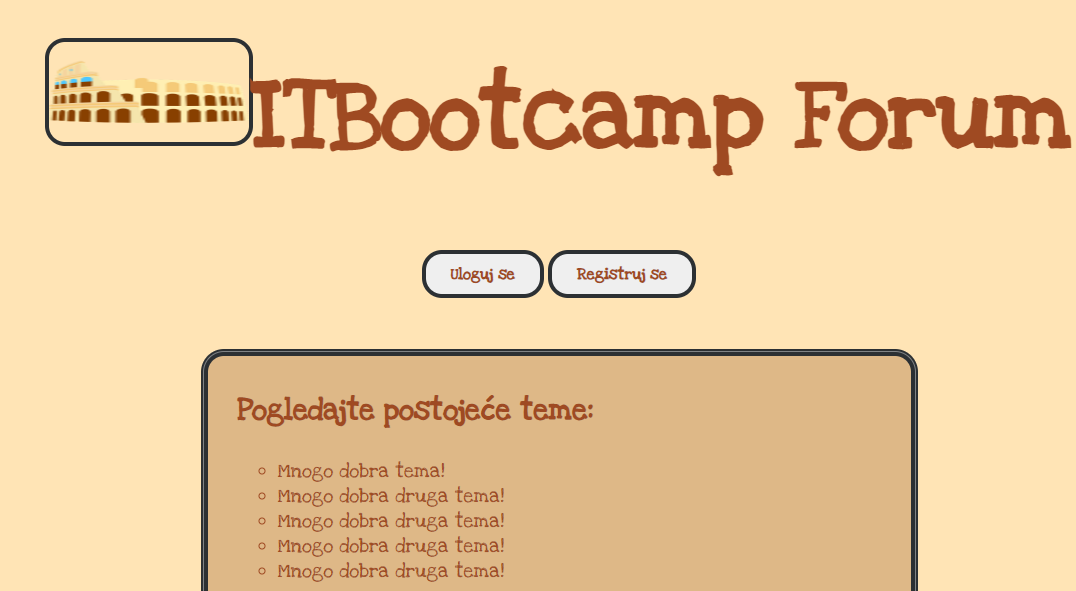 ITBootcamp Forum
Uloguj se
Registruj se
Pogledajte postojeće teme:
Mnogo dobra tema!
Mnogo dobra druga tema!
Mnogo dobra druga tema!
Mnogo dobra druga tema!
Mnogo dobra druga tema!